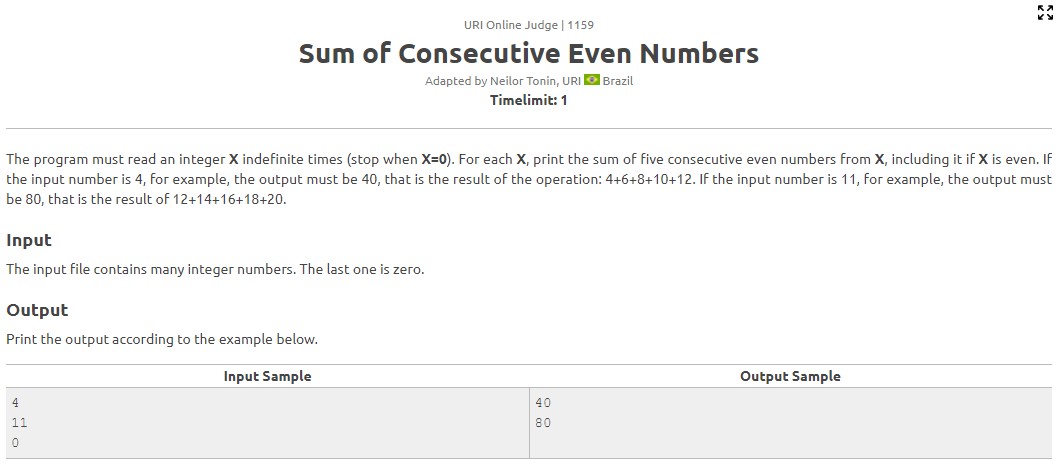 URI Online Judge | 1159
Sum of Consecutive Even Numbers
Adapted by Neilor Tonin, URI Brazil
Timelimit: 1
The program must read an integer X indefinite times (stop when X=0). For each X, print the sum of five consecutive even numbers from X, including it if X is even. If
the input number is 4, for example, the output must be 40, that is the result of the operation: 4+6+8+10+12. If the input number is 11, for example, the output must
be 80, that is the result of 12+14+16+18+20.
Input
The input file contains many integer numbers. The last one is zero.
Output
Print the output according to the example below.
Input Sample
Output Sample
4
11
0
40
80